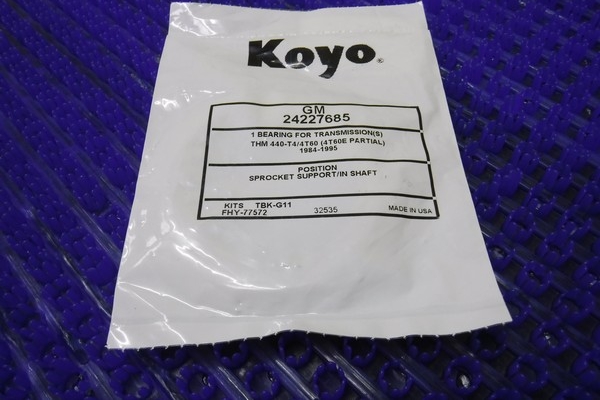 Koyo®
GM
24227685
1 BEARING FOR TRANSMISSION(S)
THM 440-T4/4T60 (4T60E PARTIAL)
1984-1995
POSITION
SPROCKET SUPPORT/IN SHAFT
KITS TBK-G11
FHY-77572 32535 MADE IN USA